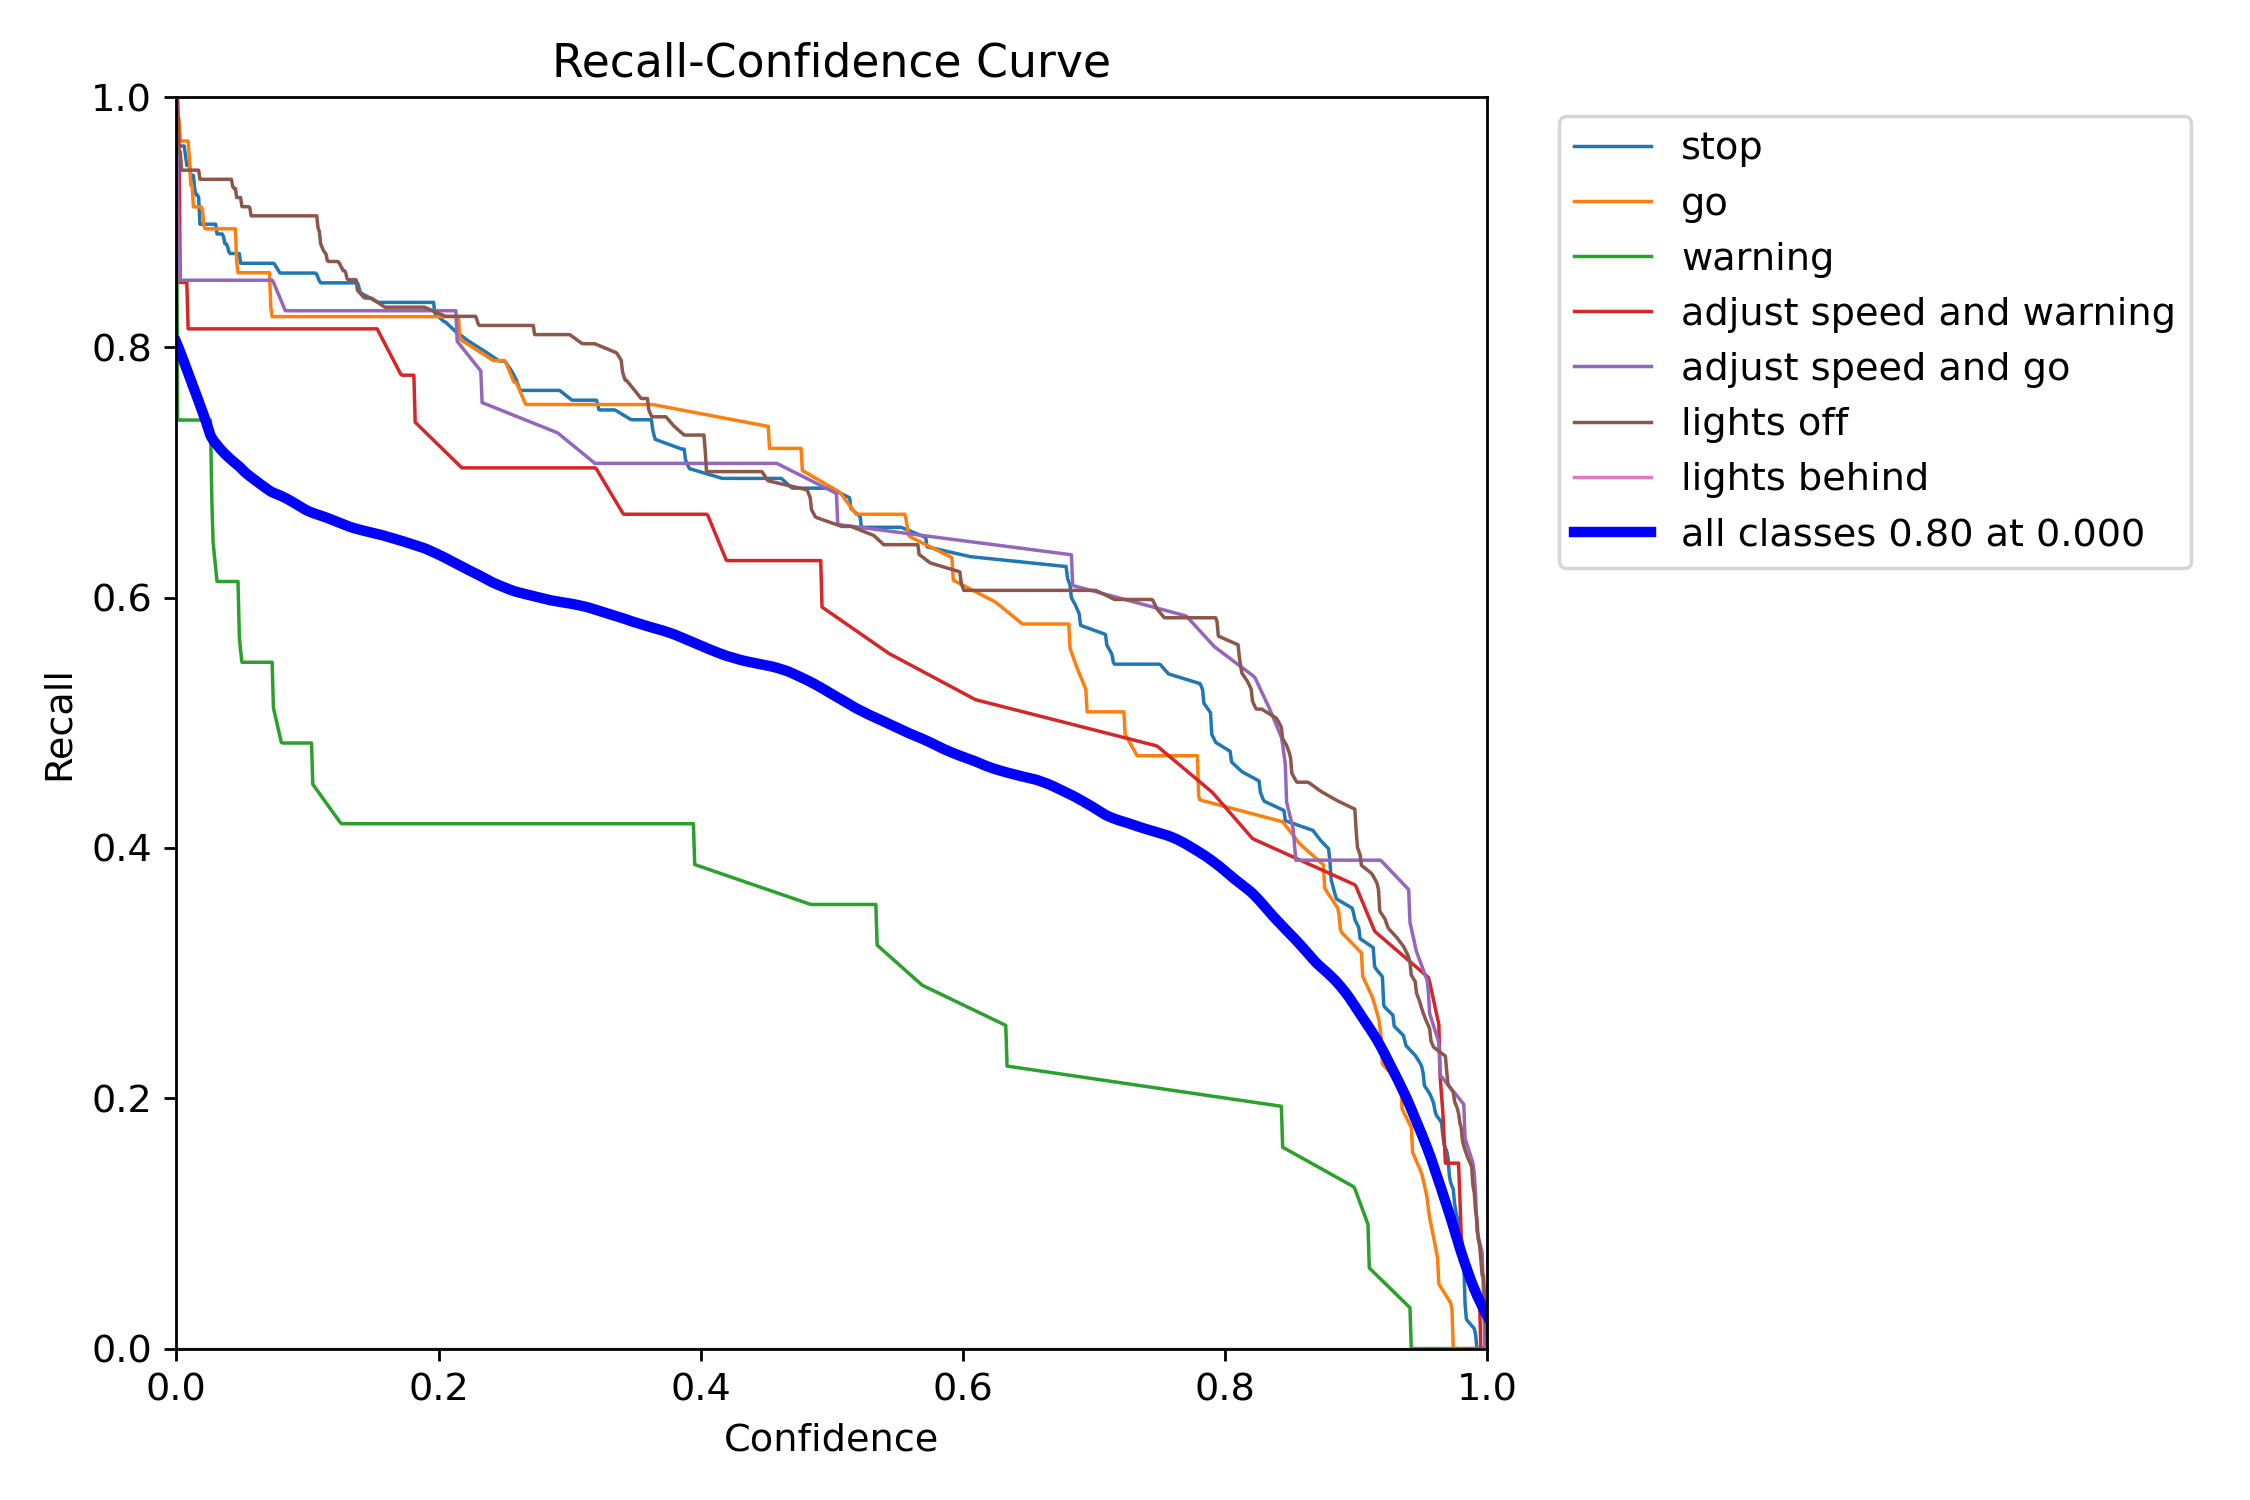 Recall-Confidence Curve
1.0
0.8
0.6
0.4
0.2
0.0
Recall
0.0 0.2 0.4 0.6 0.8 1.0
Confidence
stop
go
warning
adjust speed and warning
adjust speed and go
lights off
lights behind
all classes 0.80 at 0.000